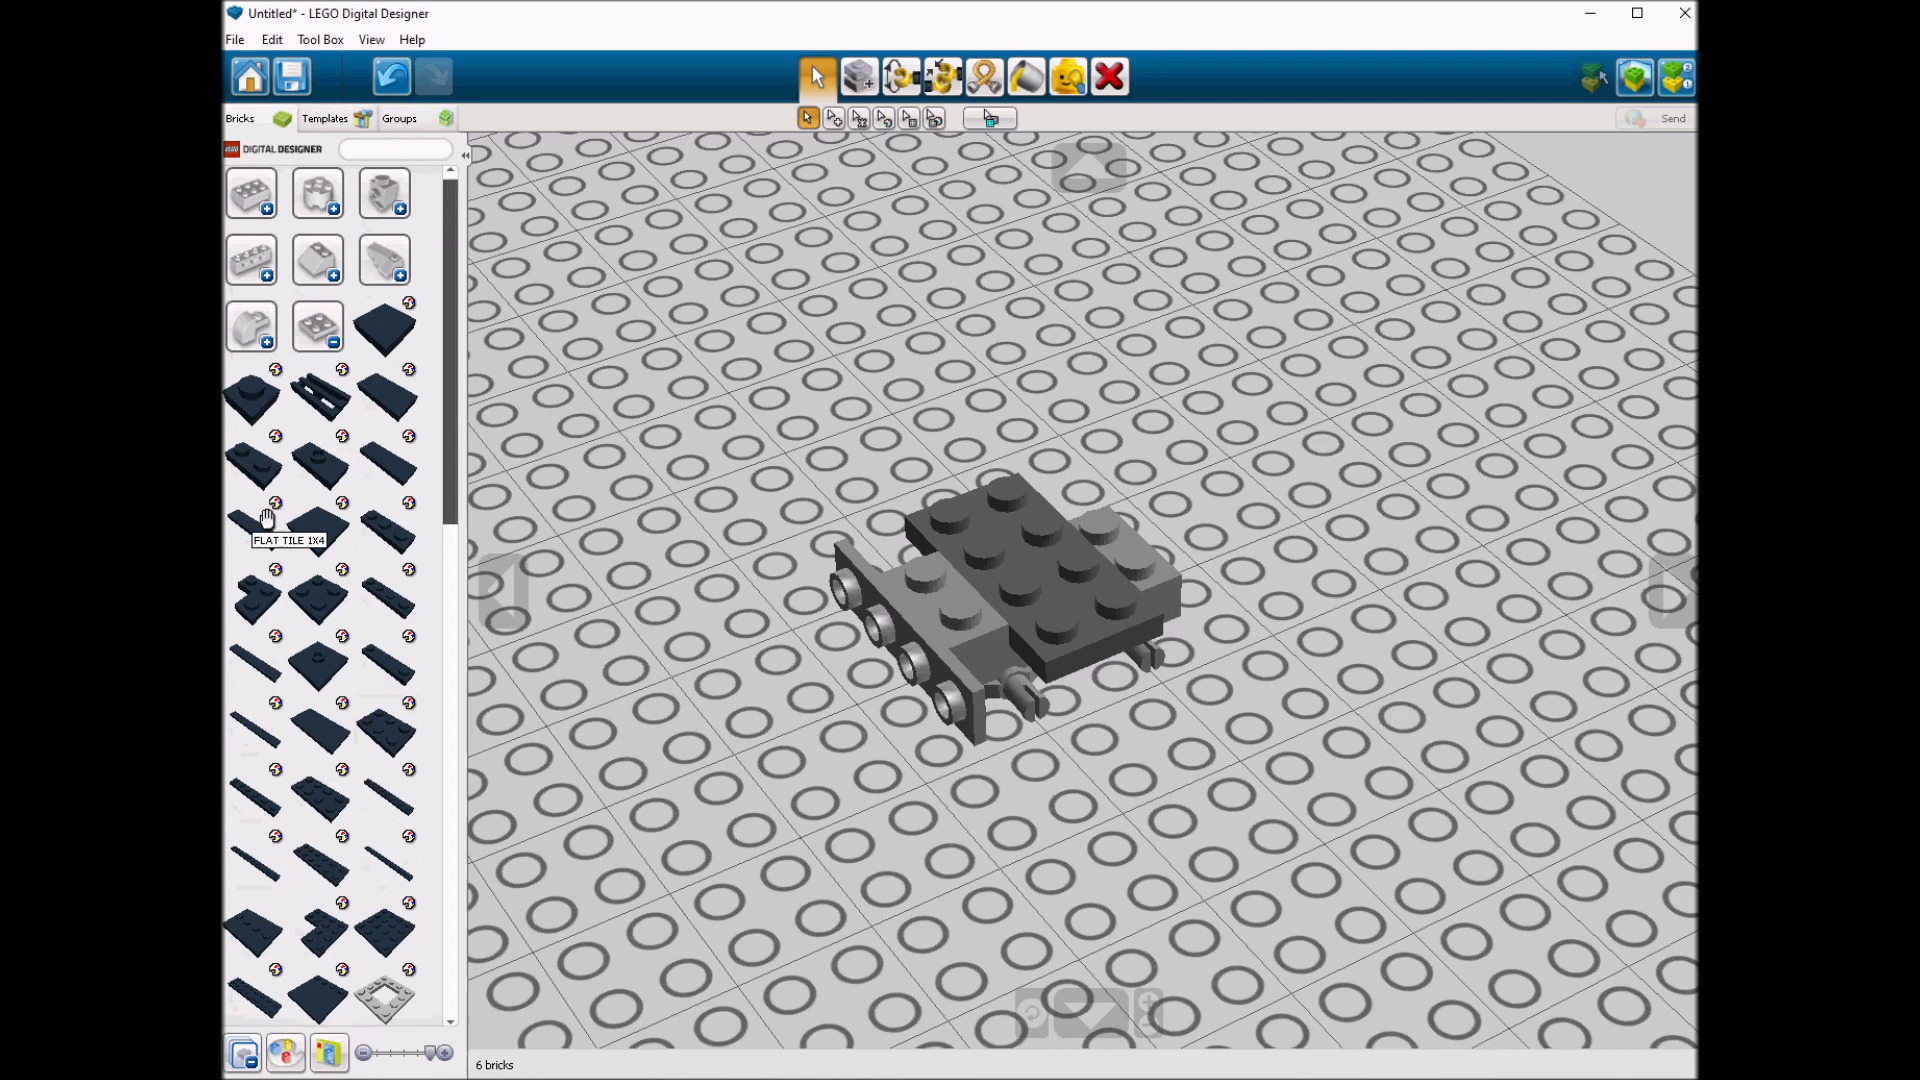 Untitled* - LEGO Digital Designer
File Edit Tool Box View Help
Bricks Templates Groups
Send
LEGO DIGITAL DESIGNER
FLAT TILE 1X4
6 bricks